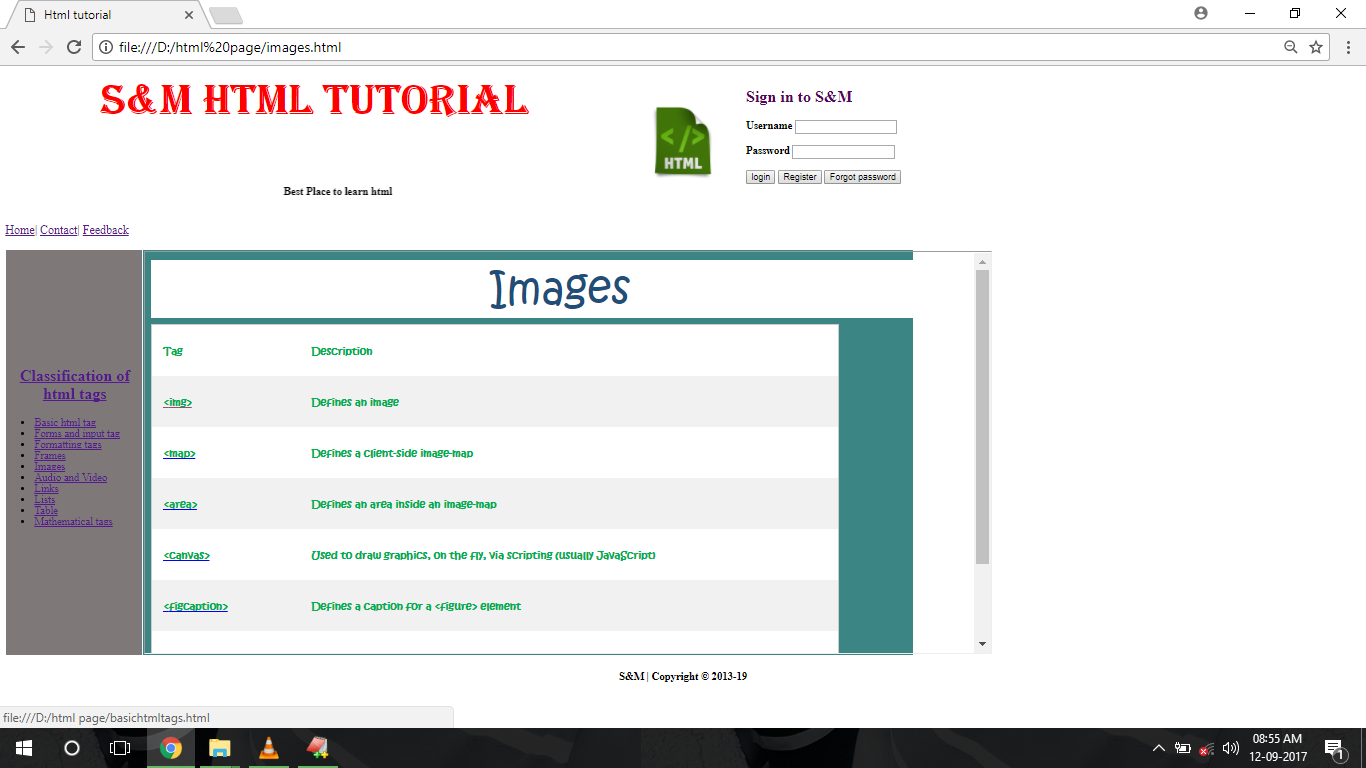 Html tutorial
file:///D:/html%20page/images.html
S&M HTML TUTORIAL
</>
HTML
Best Place to learn html
Sign in to S&M
Username
Password
login Register Forgot password
Home| Contact| Feedback
Classification of
html tags
Basic html tag
Forms and input tag
Formatting tags
Frames
Images
Audio and Video
Links
Lists
Table
Mathematical tags
Images
Tag Description
<img> Defines an image
<map> Defines a client-side image-map
<area> Defines an area inside an image-map
<canvas> Used to draw graphics, on the fly, via scripting (usually JavaScript)
<figcaption> Defines a caption for a <figure> element
S&M | Copyright © 2013-19
file:///D:/html page/basichtmltags.html
08:55 AM
12-09-2017
1